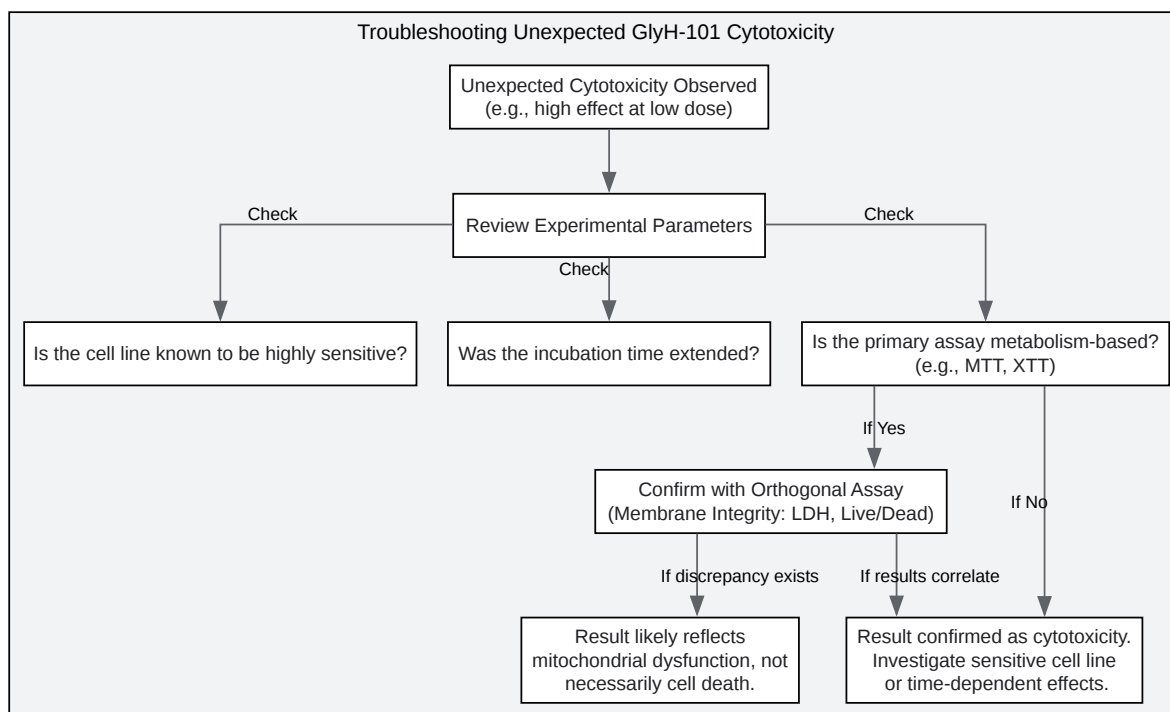 Troubleshooting Unexpected GlyH-101 Cytotoxicity
Unexpected Cytotoxicity Observed
(e.g., high effect at low dose)
Check
Review Experimental Parameters
Check
Check
Is the cell line known to be highly sensitive?
Was the incubation time extended?
Is the primary assay metabolism-based?
(e.g., MTT, XTT)
If Yes
Confirm with Orthogonal Assay
(Membrane Integrity: LDH, Live/Dead)
If No
If discrepancy exists
If results correlate
Result likely reflects
mitochondrial dysfunction, not
necessarily cell death.
Result confirmed as cytotoxicity.
Investigate sensitive cell line
or time-dependent effects.